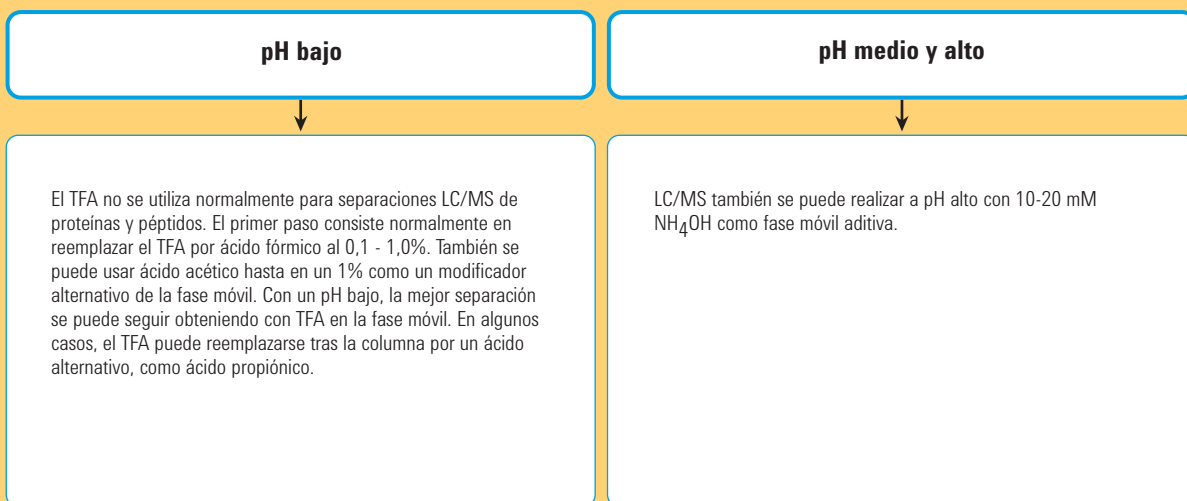 pH bajo
El TFA no se utiliza normalmente para separaciones LC/MS de
proteínas y péptidos. El primer paso consiste normalmente en
reemplazar el TFA por ácido fórmico al 0,1 - 1,0%. También se
puede usar ácido acético hasta en un 1% como un modificador
alternativo de la fase móvil. Con un pH bajo, la mejor separación
se puede seguir obteniendo con TFA en la fase móvil. En algunos
casos, el TFA puede reemplazarse tras la columna por un ácido
alternativo, como ácido propiónico.
pH medio y alto
LC/MS también se puede realizar a pH alto con 10-20 mM
NH4OH como fase móvil aditiva.